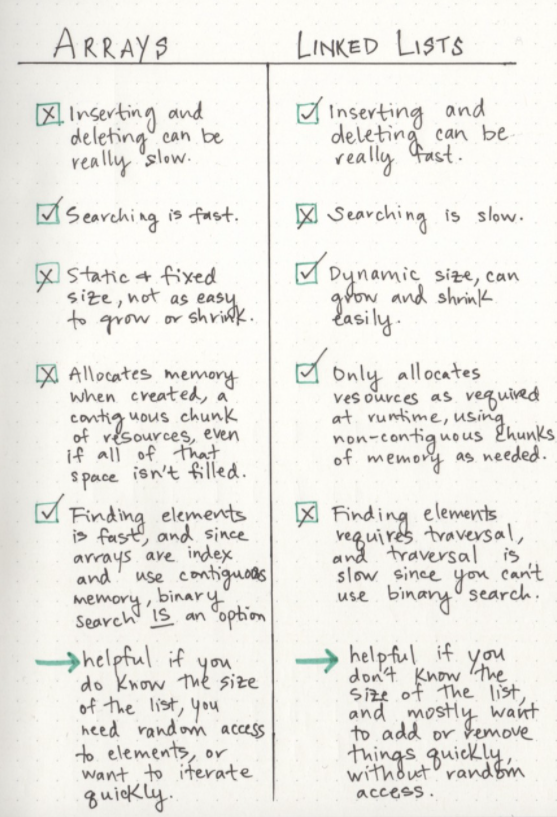 ARRAYS
Inserting and
deleting can be
really slow.
Searching is fast.
Static & fixed
size, not as easy
to grow or shrink.
Allocates memory
when created, a
contiguous chunk
of resources, even
if all of that
space isn't filled.
Finding elements
is fast, and since
arrays are index
and use contiguous
memory, binary
search IS an option
→ helpful if you
do know the size
of the list, you
need random access
to elements, or
want to iterate
quickly.
LINKED LISTS
Inserting and
deleting can be
really fast.
Searching is slow.
Dynamic size, can
grow and shrink
easily.
Only allocates
resources as required
at runtime, using
non-contiguous chunks
of memory as needed.
Finding elements
requires traversal,
and traversal is
slow since you can't
use binary search.
→ helpful if you
don't know the
size of the list,
and mostly want
to add or remove
things quickly,
without random
access.